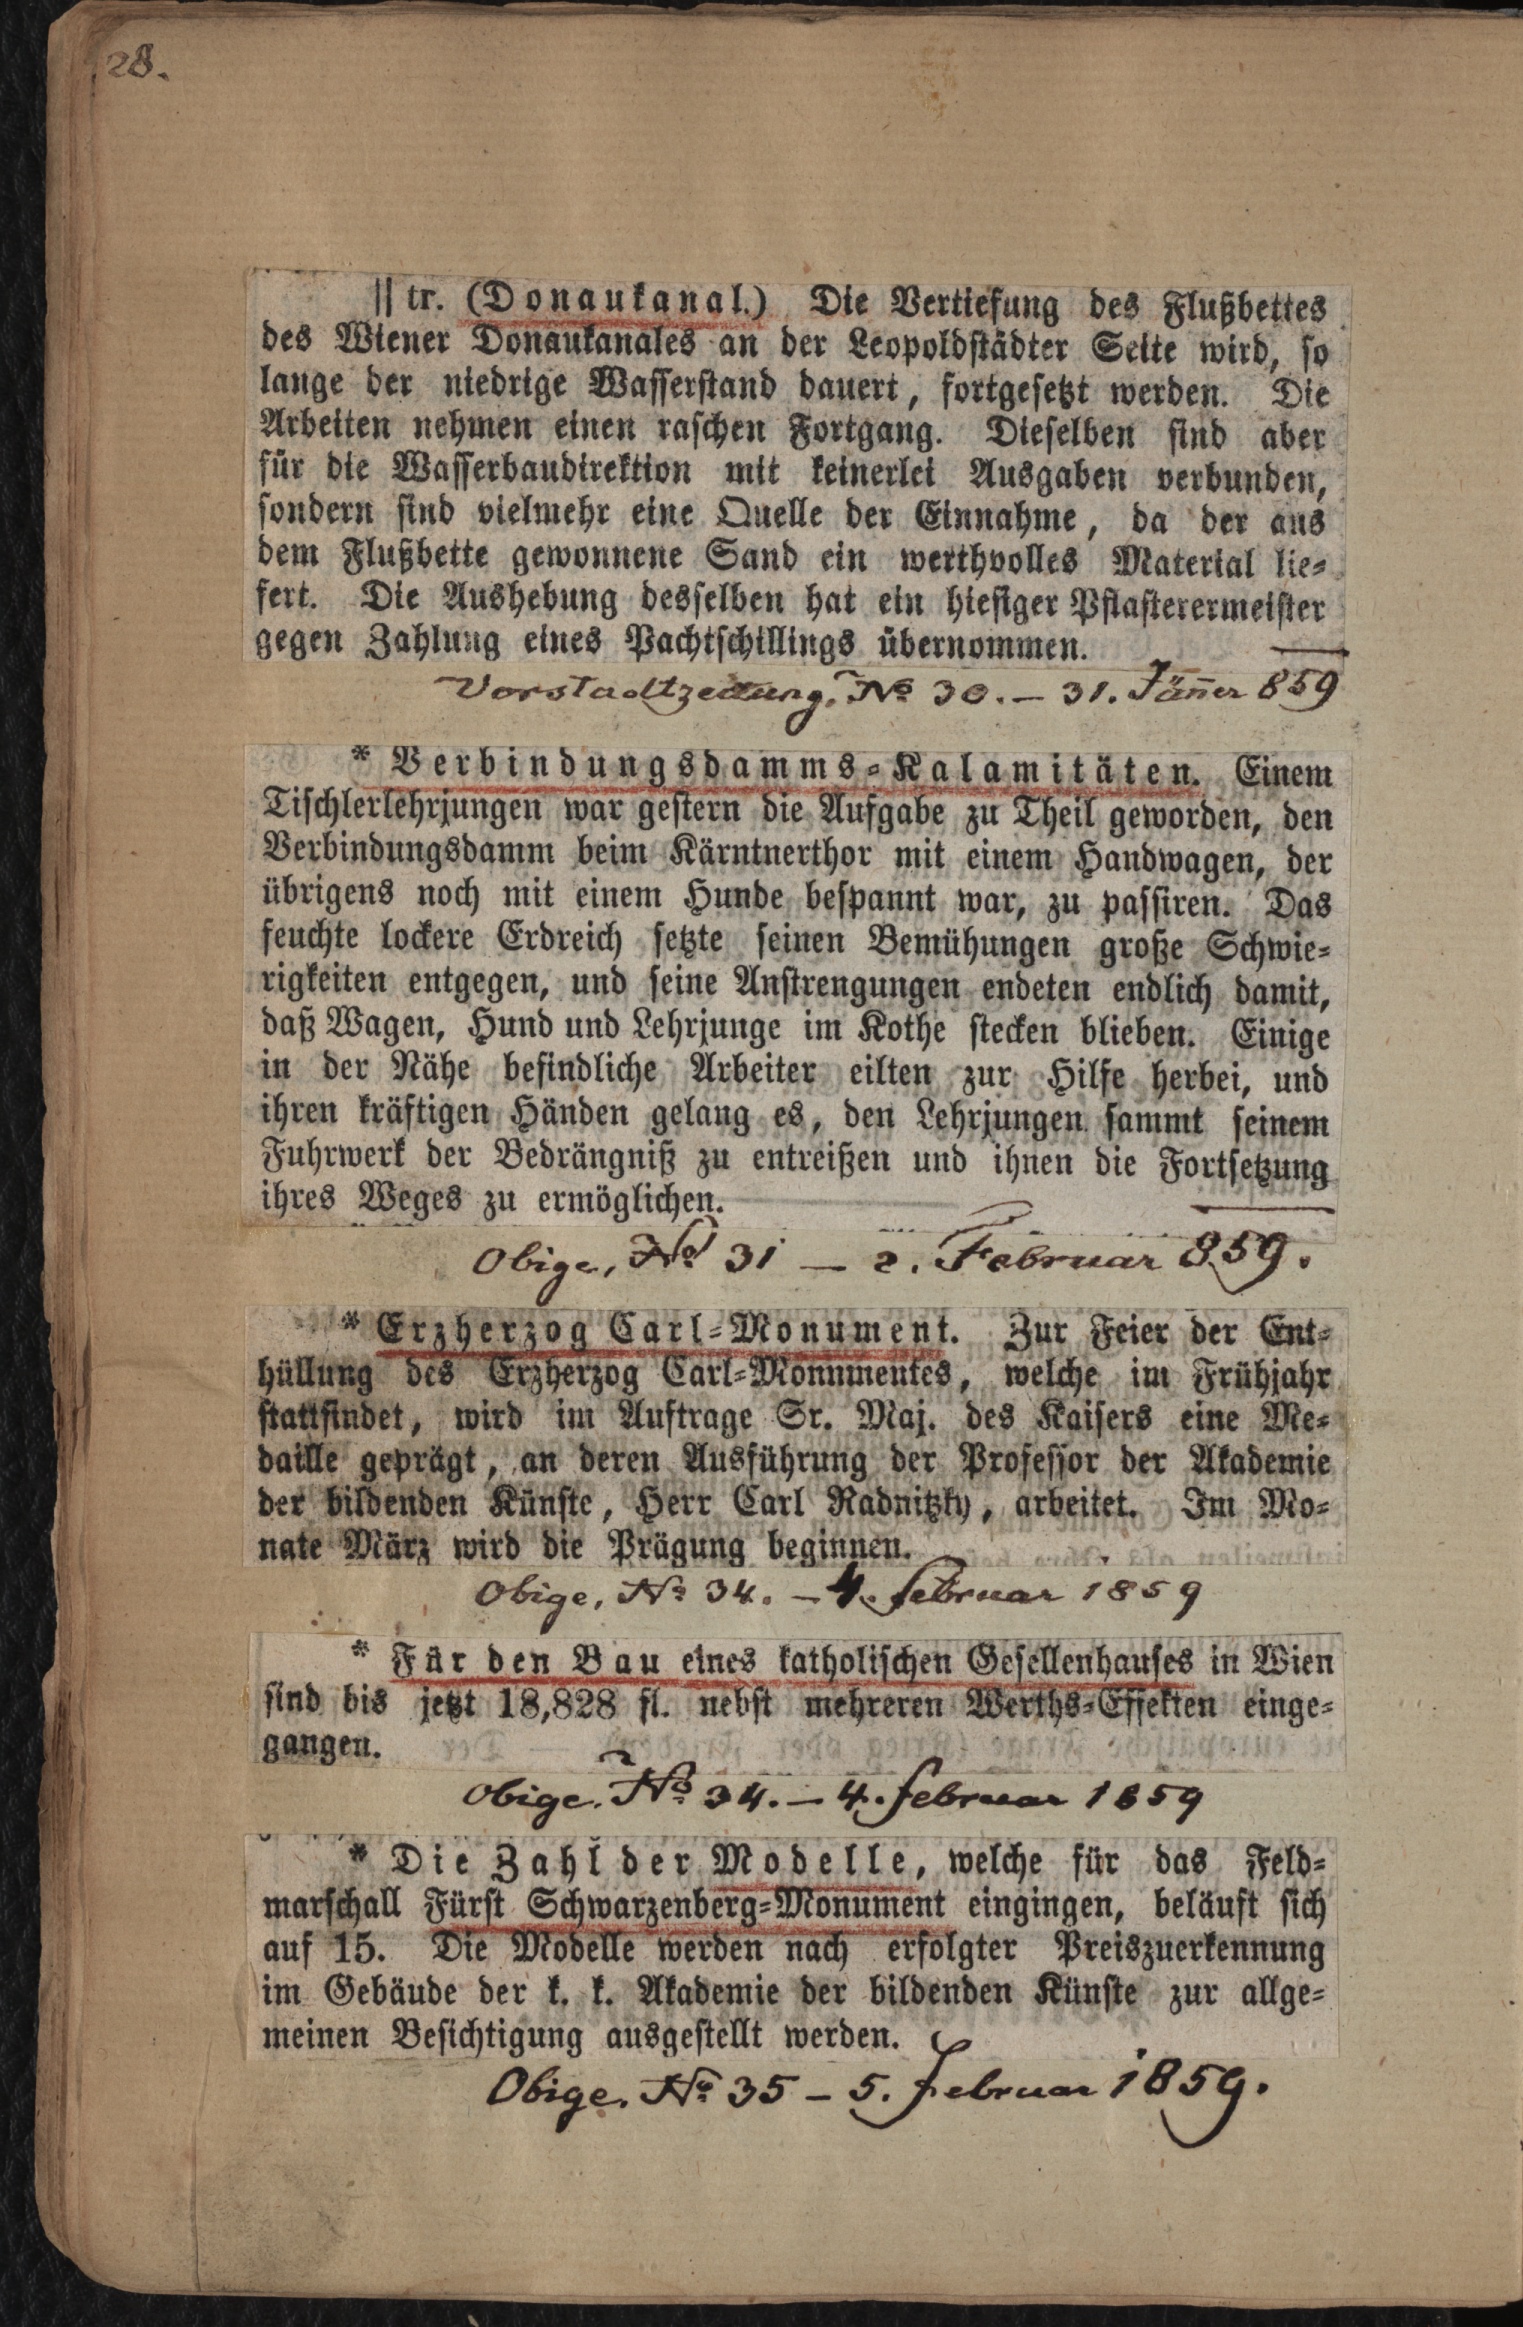 28.
|| tr. (Donaukanal.) Die Vertiefung des Flußbettes
des Wiener Donaukanales an der Leopoldstädter Seite wird, so
lange der niedrige Wasserstand dauert, fortgesetzt werden. Die
Arbeiten nehmen einen raschen Fortgang. Dieselben sind aber
für die Wasserbaudirektion mit keinerlei Ausgaben verbunden,
sondern sind vielmehr eine Quelle der Einnahme, da der aus
dem Flußbette gewonnene Sand ein werthvolles Material lie-
fert. Die Aushebung desselben hat ein hiesiger Pflasterermeister
gegen Zahlung eines Pachtschillings übernommen.
Vorstadtzeitung, No 30. – 31. Jänner 859
* Verbindungsdamms-Kalamitäten. Einem
Tischlerlehrjungen war gestern die Aufgabe zu Theil geworden, den
Verbindungsdamm beim Kärntnerthor mit einem Handwagen, der
übrigens noch mit einem Hunde bespannt war, zu passiren. Das
feuchte lockere Erdreich setzte seinen Bemühungen große Schwie-
rigkeiten entgegen, und seine Anstrengungen endeten endlich damit,
daß Wagen, Hund und Lehrjunge im Kothe stecken blieben. Einige
in der Nähe befindliche Arbeiter eilten zur Hilfe herbei, und
ihren kräftigen Händen gelang es, den Lehrjungen sammt seinem
Fuhrwerk der Bedrängniß zu entreißen und ihnen die Fortsetzung
ihres Weges zu ermöglichen.
Obige, No 31 – 2. Februar 859.
* Erzherzog Carl-Monument. Zur Feier der Ent-
hüllung des Erzherzog Carl-Monumentes, welche im Frühjahr
stattfindet, wird im Auftrage Sr. Maj. des Kaisers eine Me-
daille geprägt, an deren Ausführung der Professor der Akademie
der bildenden Künste, Herr Carl Radnitzky, arbeitet. Im Mo-
nate März wird die Prägung beginnen.
Obige, No 34. – 4. Februar 1859
* Für den Bau eines katholischen Gesellenhauses in Wien
sind bis jetzt 18,828 fl. nebst mehreren Werths-Effekten einge-
gangen.
Obige. No 34. – 4. Februar 1859
* Die Zahl der Modelle, welche für das Feld-
marschall Fürst Schwarzenberg-Monument eingingen, beläuft sich
auf 15. Die Modelle werden nach erfolgter Preiszuerkennung
im Gebäude der k. k. Akademie der bildenden Künste zur allge-
meinen Besichtigung ausgestellt werden.
Obige. No 35 – 5. Februar 1859.